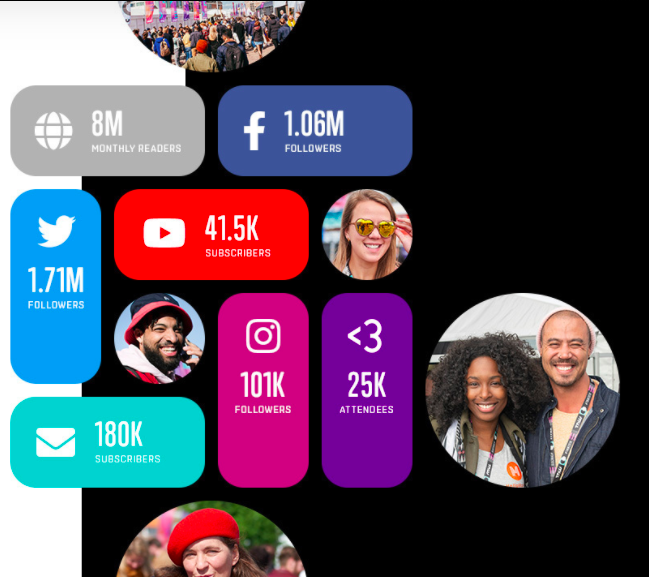 8M
MONTHLY READERS
1.06M
FOLLOWERS
1.71M
FOLLOWERS
41.5K
SUBSCRIBERS
101K
FOLLOWERS
<3
25K
ATTENDEES
180K
SUBSCRIBERS